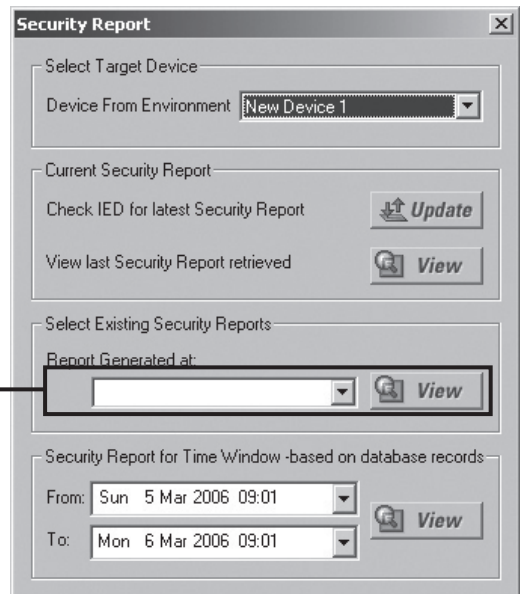 Security Report
Select Target Device
Device From Environment New Device 1
Current Security Report
Check IED for latest Security Report Update
View last Security Report retrieved View
Select Existing Security Reports
Report Generated at:
View
Security Report for Time Window -based on database records
From: Sun 5 Mar 2006 09:01
View
To: Mon 6 Mar 2006 09:01